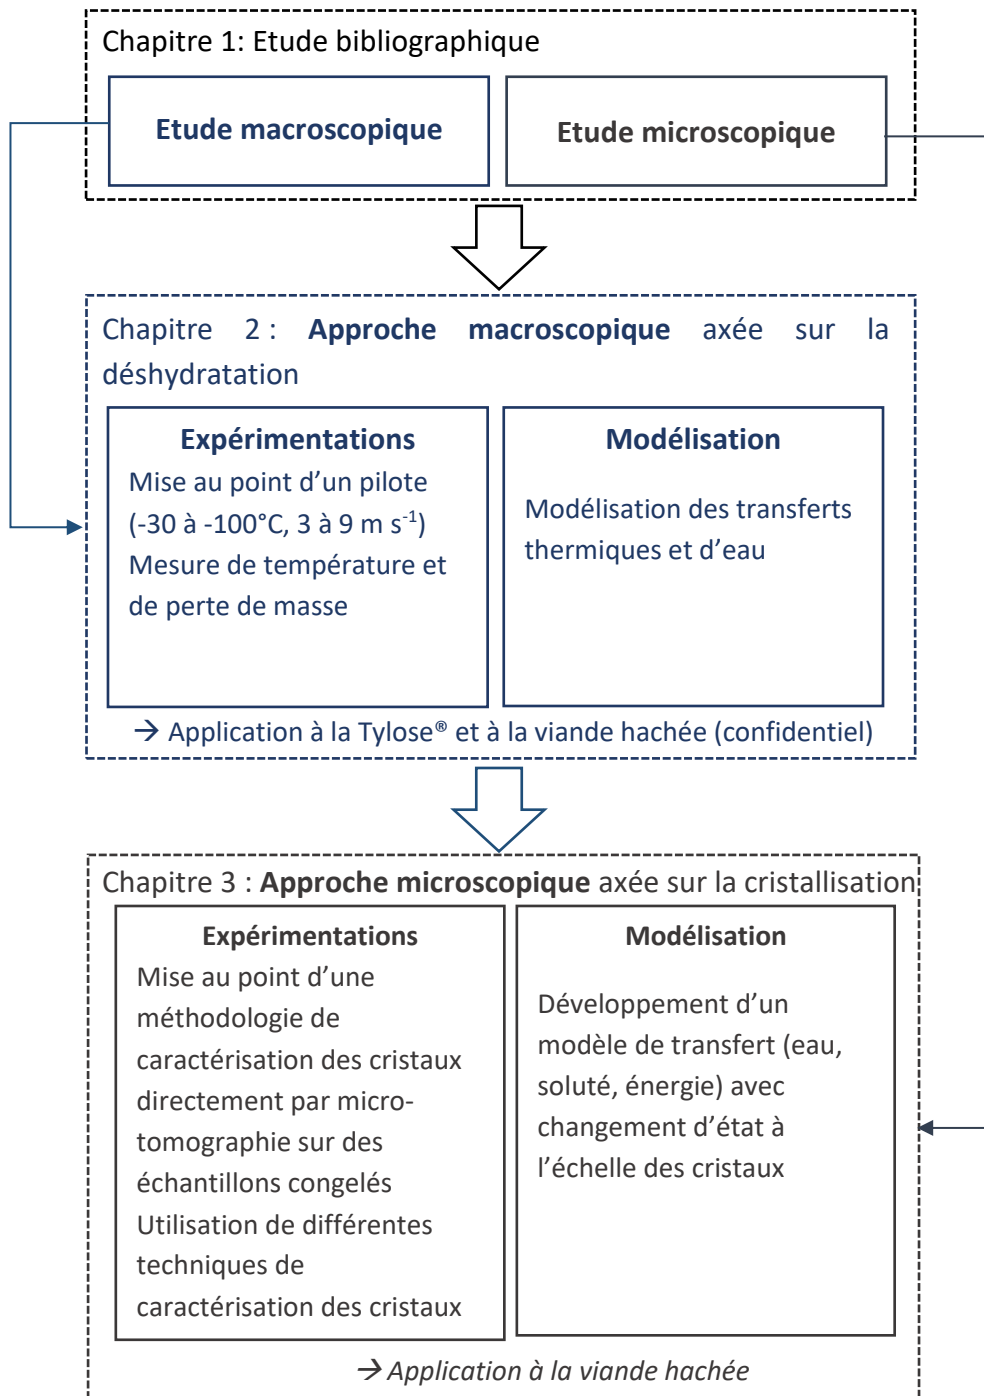 Chapitre 1: Etude bibliographique
Etude macroscopique
Etude microscopique
Chapitre 2 : Approche macroscopique axée sur la
déshydratation
Expérimentations
Mise au point d’un pilote
(-30 à -100°C, 3 à 9 m s-1)
Mesure de température et
de perte de masse
Modélisation
Modélisation des transferts
thermiques et d’eau
→ Application à la Tylose® et à la viande hachée (confidentiel)
Chapitre 3 : Approche microscopique axée sur la cristallisation
Expérimentations
Mise au point d’une
méthodologie de
caractérisation des cristaux
directement par micro-
tomographie sur des
échantillons congelés
Utilisation de différentes
techniques de
caractérisation des cristaux
Modélisation
Développement d’un
modèle de transfert (eau,
soluté, énergie) avec
changement d’état à
l’échelle des cristaux
→ Application à la viande hachée